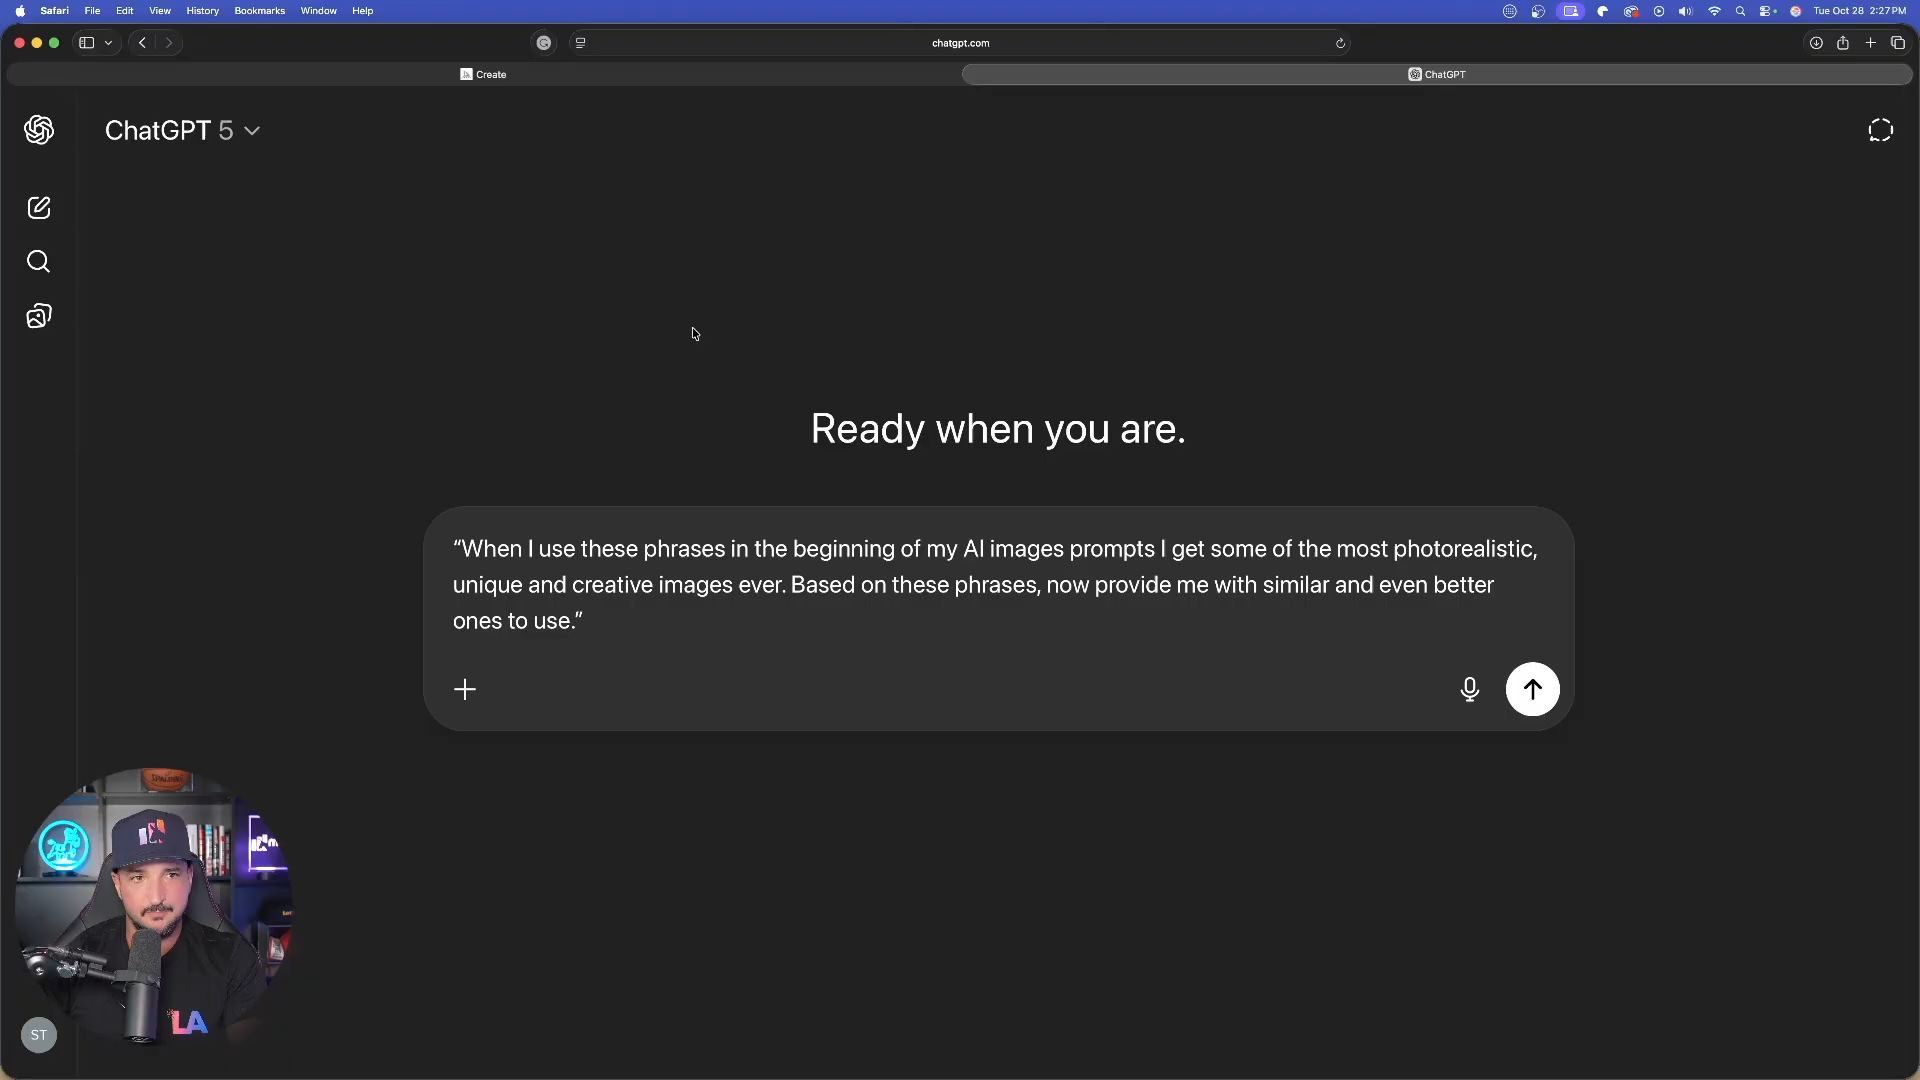 Safari File Edit View History Bookmarks Window Help Tue Oct 28 2:27 PM
chatgpt.com
Create
ChatGPT
ChatGPT 5
Ready when you are.
“When I use these phrases in the beginning of my AI images prompts I get some of the most photorealistic,
unique and creative images ever. Based on these phrases, now provide me with similar and even better
ones to use.”
SPALDING
LA
ST